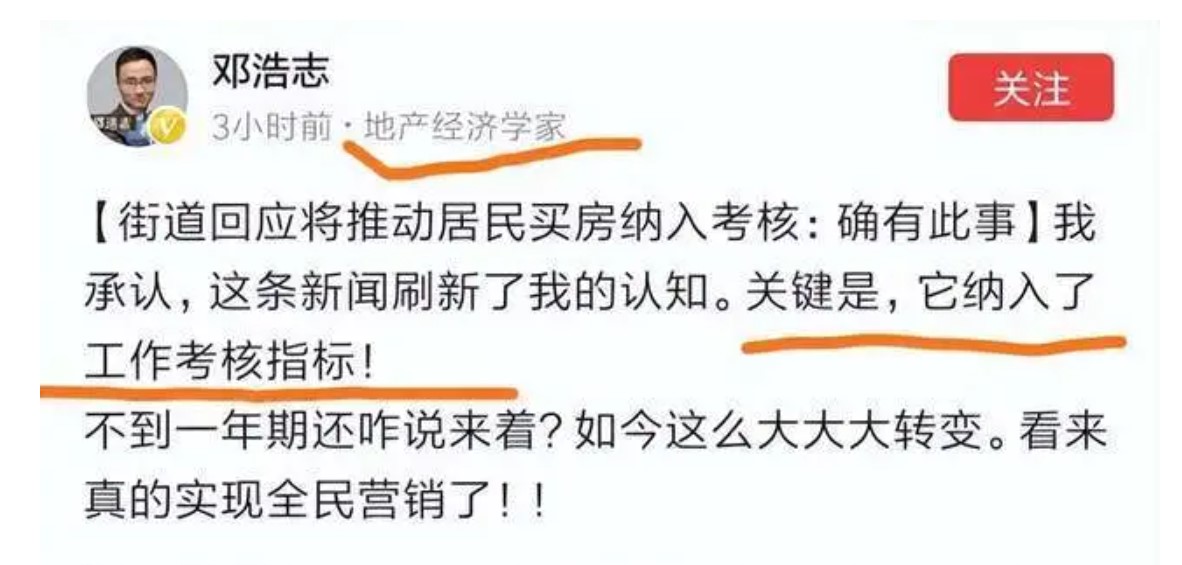 邓浩志
关注
3小时前·地产经济学家
【街道回应将推动居民买房纳入考核:确有此事】我
承认,这条新闻刷新了我的认知。关键是,它纳入了
工作考核指标!
不到一年期还咋说来着?如今这么大大大转变。看来
真的实现全民营销了!!